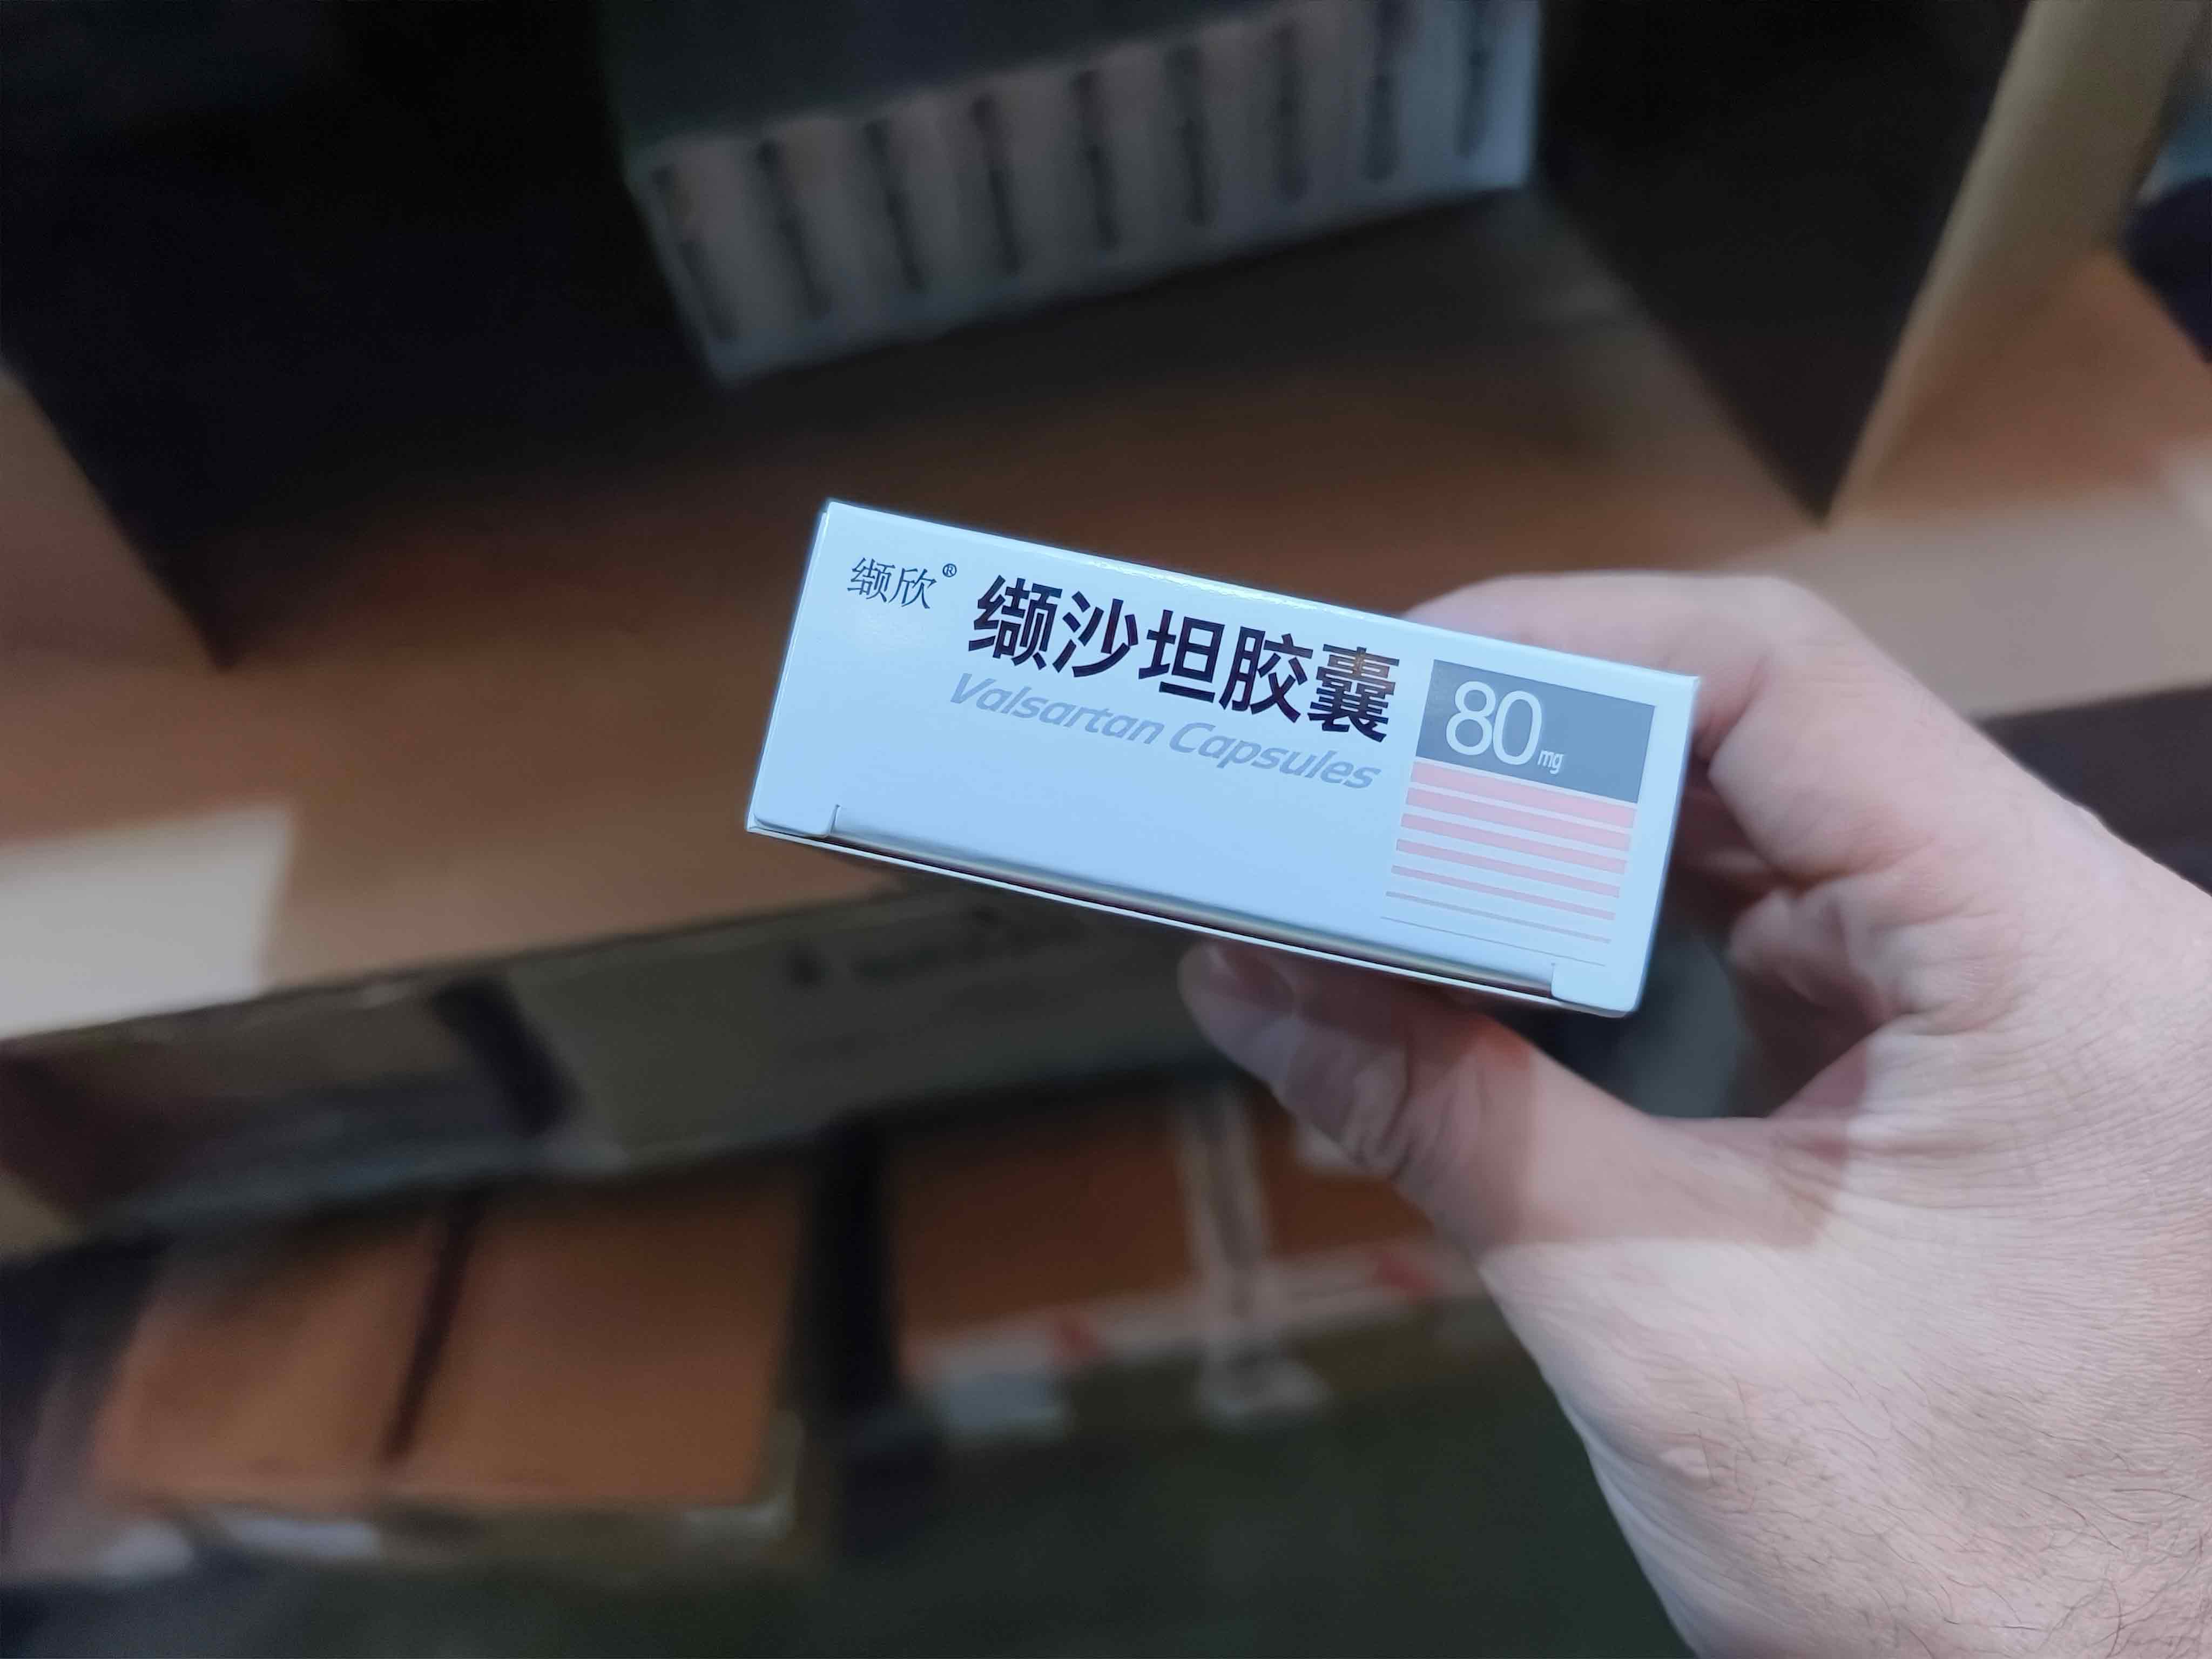 缬欣®
缬沙坦胶囊
Valsartan Capsules
80mg